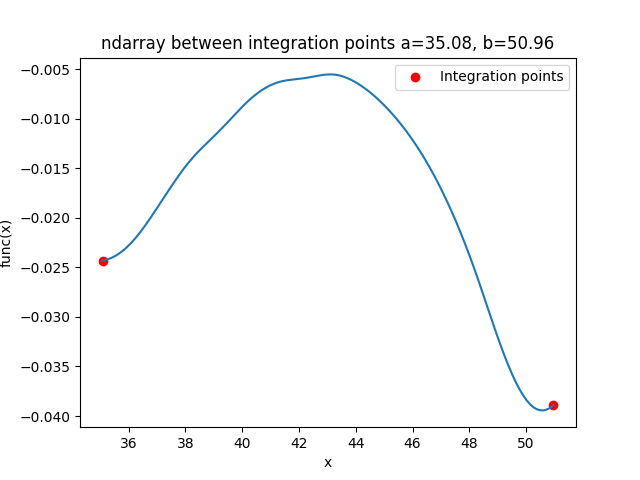 ndarray between integration points a=35.08, b=50.96
Integration points
−0.005
−0.010
−0.015
−0.020
−0.025
−0.030
−0.035
−0.040
func(x)
36 38 40 42 44 46 48 50
x